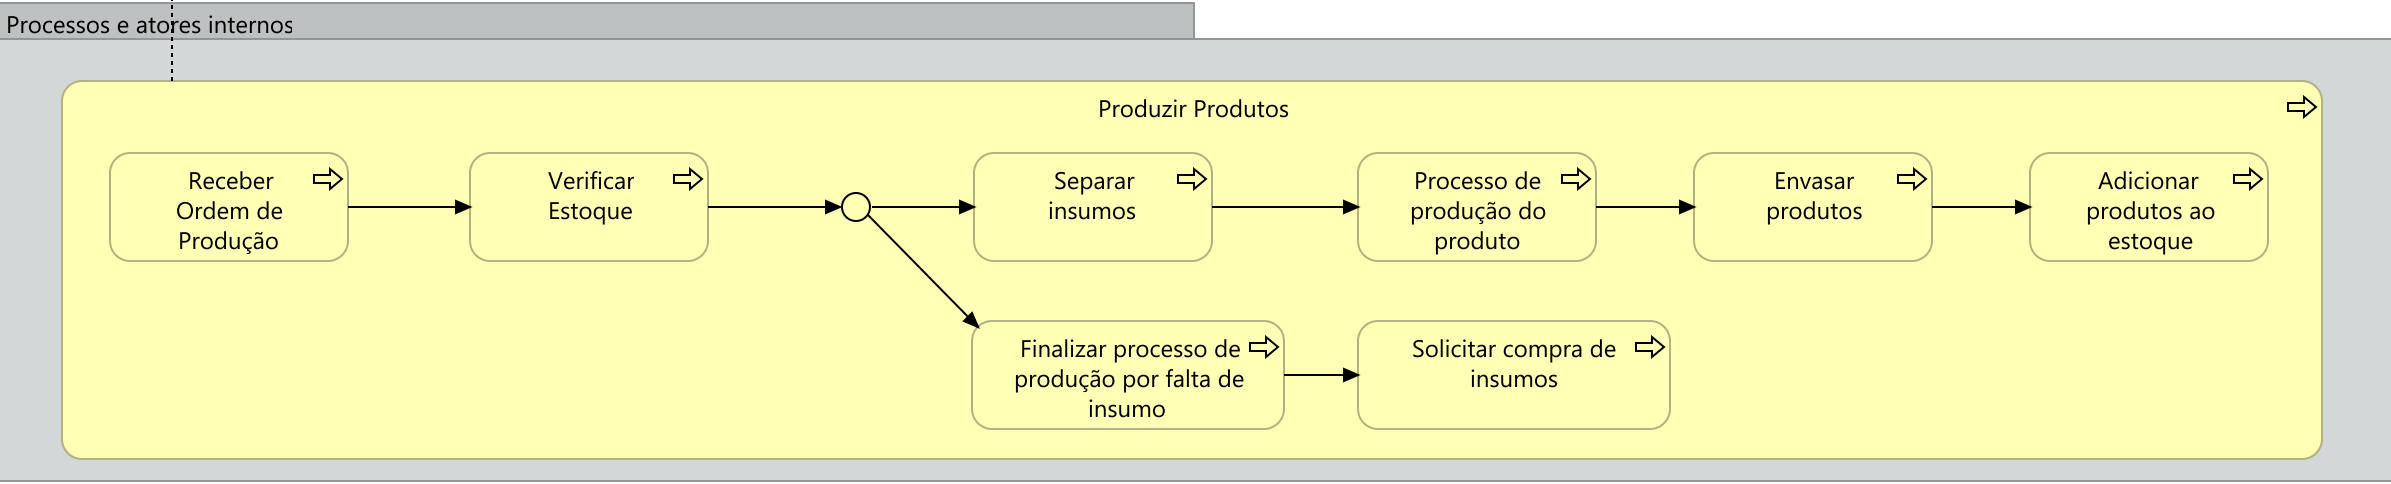 Processos e atores internos
Produzir Produtos
Receber
Ordem de
Produção
Verificar
Estoque
Separar
insumos
Processo de
produção do
produto
Envasar
produtos
Adicionar
produtos ao
estoque
Finalizar processo de
produção por falta de
insumo
Solicitar compra de
insumos